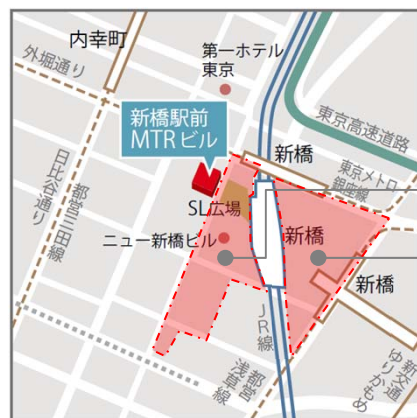 内幸町
外堀通り
第一ホテル
東京
新橋駅前
MTRビル
東京高速道路
新橋
東京メトロ
銀座線
日比谷通り
都営三田線
SL広場
ニュー新橋ビル
新橋
新橋
JR線
都営
浅草線
新交通
ゆりかもめ